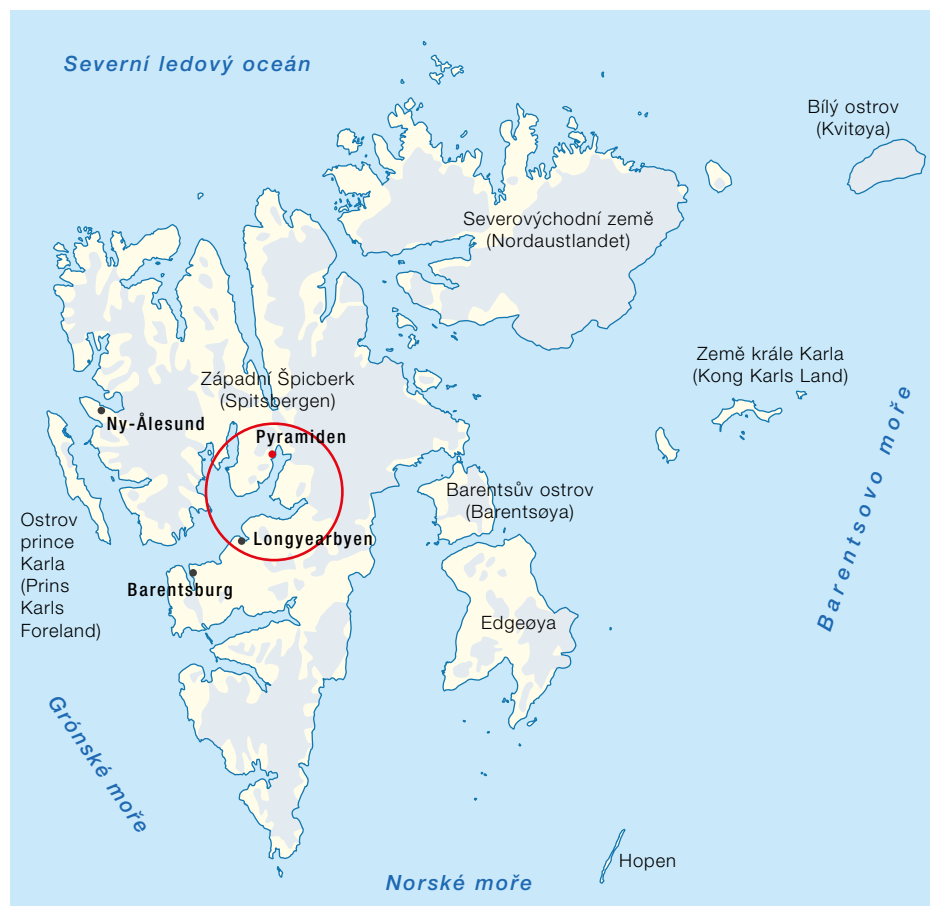 Severní ledový oceán
Bílý ostrov
(Kvitøya)
Severovýchodní země
(Nordaustlandet)
Země krále Karla
(Kong Karls Land)
Západní Špicberk
(Spitsbergen)
Ny-Ålesund
Pyramiden
Barentsův ostrov
(Barentsøya)
Ostrov
prince
Karla
(Prins
Karls
Foreland)
Longyearbyen
Barentsburg
Edgeøya
Barentsovo moře
Grónské moře
Hopen
Norské moře